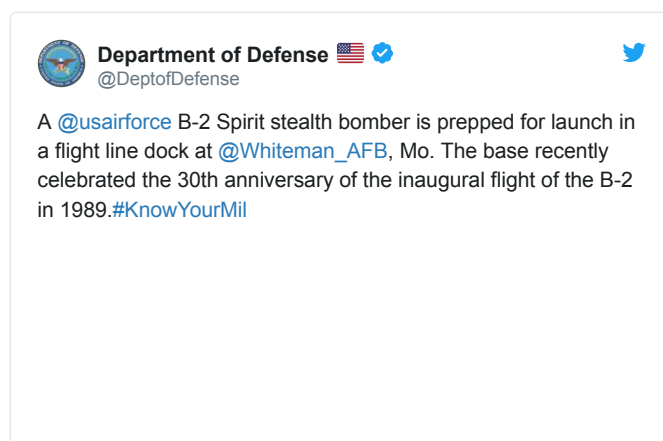 Department of Defense
@DeptofDefense
A @usairforce B-2 Spirit stealth bomber is prepped for launch in
a flight line dock at @Whiteman_AFB, Mo. The base recently
celebrated the 30th anniversary of the inaugural flight of the B-2
in 1989.#KnowYourMil